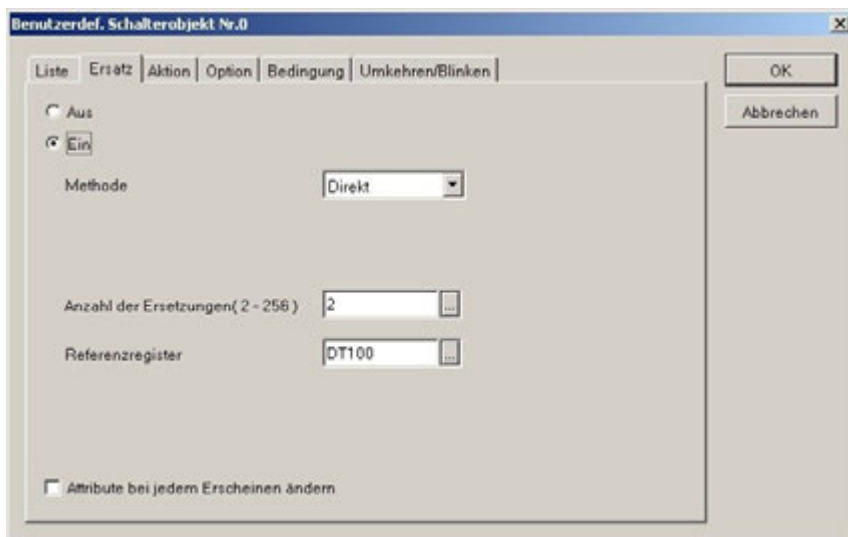 Benutzerdef. Schalterobjekt Nr.0
Liste Ersatz Aktion Option Bedingung Umkehren/Blinken
OK
Abbrechen
Aus
Ein
Methode Direkt
Anzahl der Ersetzungen( 2 - 256 ) 2 ...
Referenzregister DT100 ...
Attribute bei jedem Erscheinen ändern